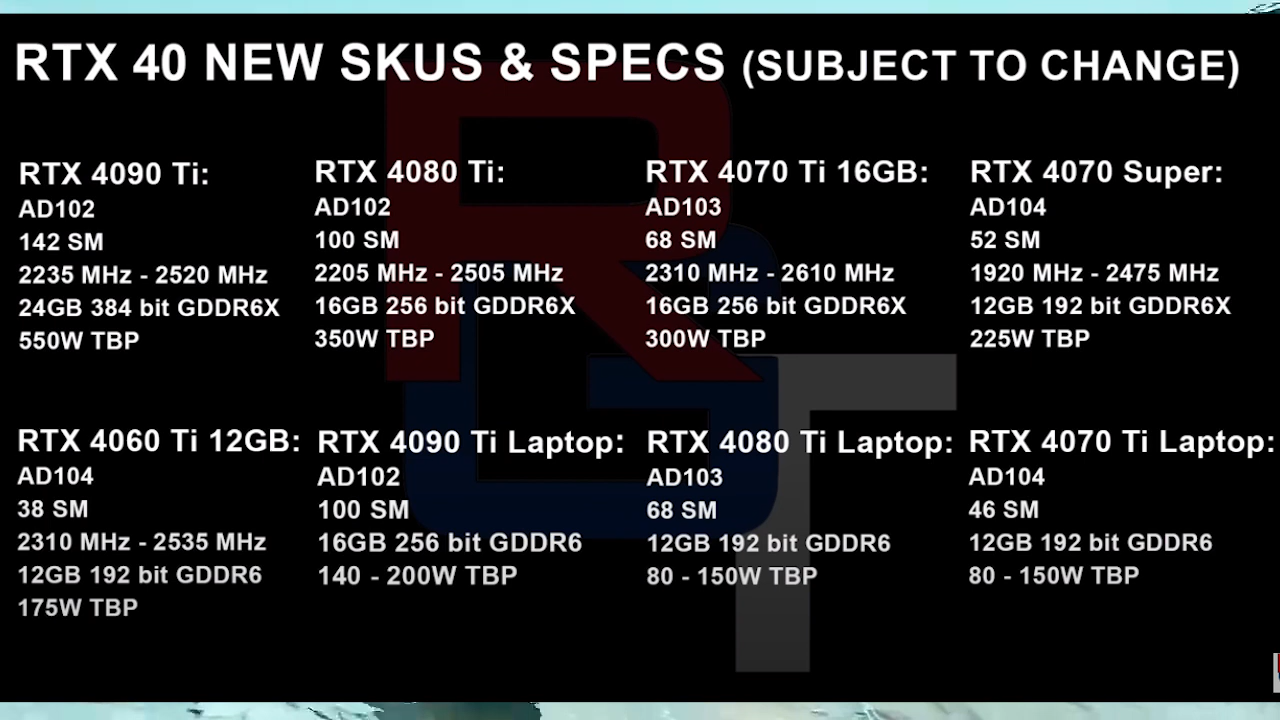 RTX 40 NEW SKUS & SPECS (SUBJECT TO CHANGE)
RTX 4090 Ti:
AD102
142 SM
2235 MHz - 2520 MHz
24GB 384 bit GDDR6X
550W TBP
RTX 4080 Ti:
AD102
100 SM
2205 MHz - 2505 MHz
16GB 256 bit GDDR6X
350W TBP
RTX 4070 Ti 16GB:
AD103
68 SM
2310 MHz - 2610 MHz
16GB 256 bit GDDR6X
300W TBP
RTX 4070 Super:
AD104
52 SM
1920 MHz - 2475 MHz
12GB 192 bit GDDR6X
225W TBP
RTX 4060 Ti 12GB:
AD104
38 SM
2310 MHz - 2535 MHz
12GB 192 bit GDDR6
175W TBP
RTX 4090 Ti Laptop:
AD102
100 SM
16GB 256 bit GDDR6
140 - 200W TBP
RTX 4080 Ti Laptop:
AD103
68 SM
12GB 192 bit GDDR6
80 - 150W TBP
RTX 4070 Ti Laptop:
AD104
46 SM
12GB 192 bit GDDR6
80 - 150W TBP
RGT